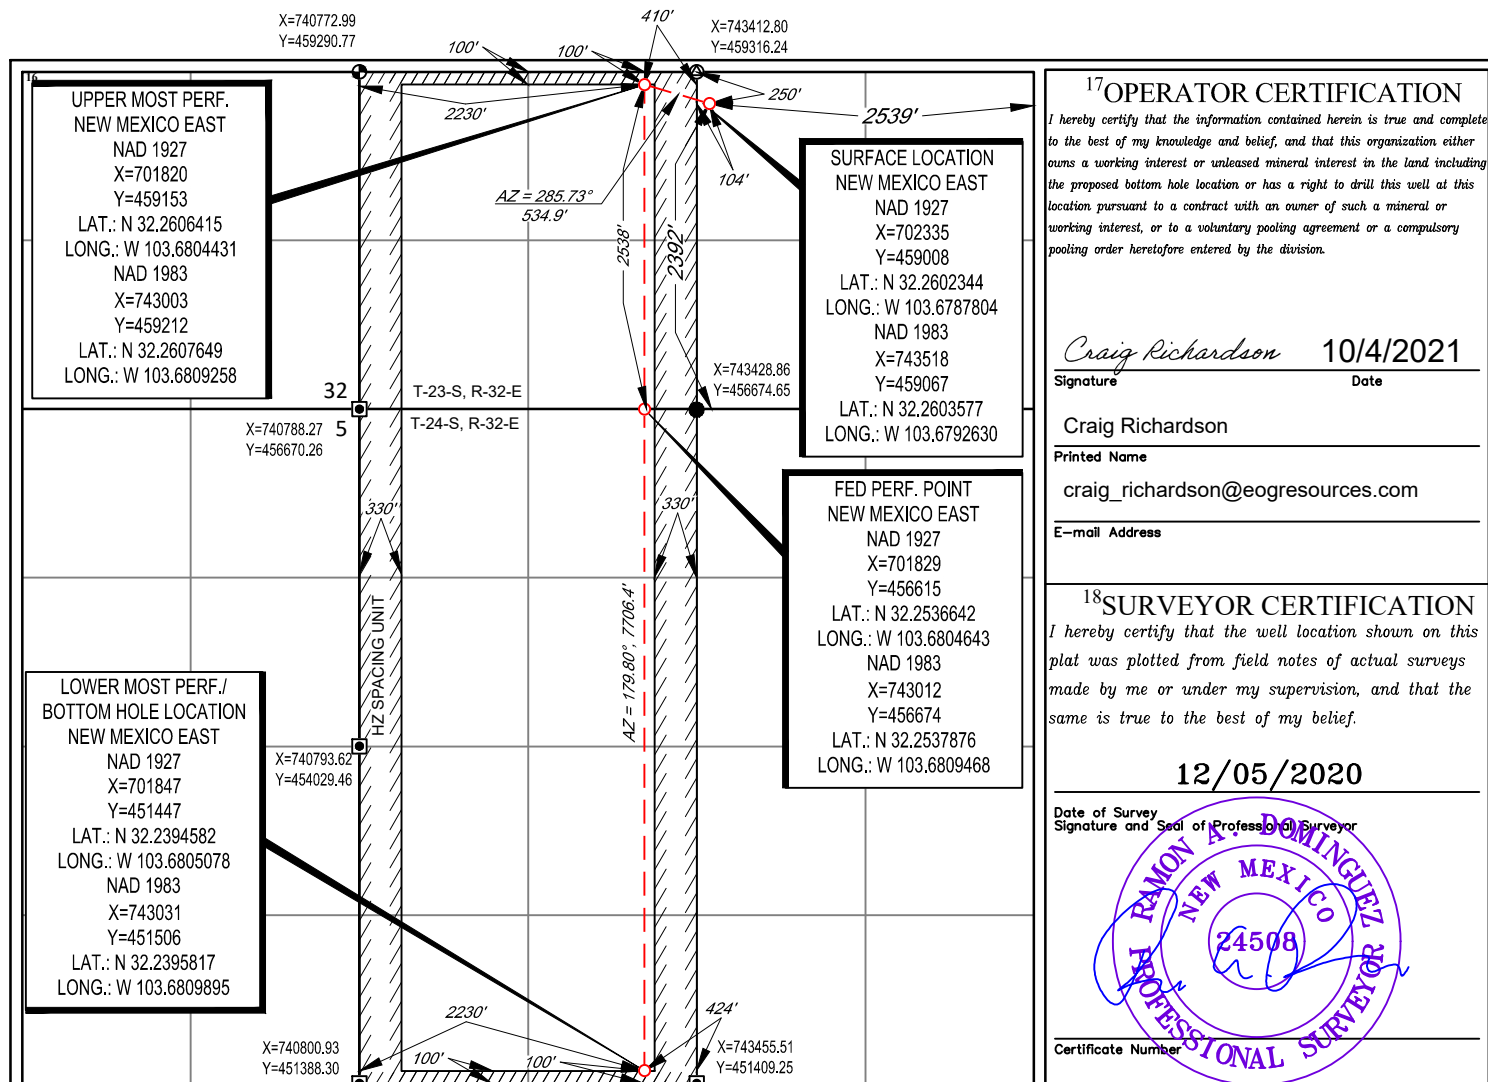 X=740772.99
Y=459290.77
100'
100'
410'
X=743412.80
Y=459316.24
16
UPPER MOST PERF.
NEW MEXICO EAST
NAD 1927
X=701820
Y=459153
LAT.: N 32.2606415
LONG.: W 103.6804431
NAD 1983
X=743003
Y=459212
LAT.: N 32.2607649
LONG.: W 103.6809258
2230'
250'
2539'
104'
AZ = 285.73°
534.9'
2538'
2392'
SURFACE LOCATION
NEW MEXICO EAST
NAD 1927
X=702335
Y=459008
LAT.: N 32.2602344
LONG.: W 103.6787804
NAD 1983
X=743518
Y=459067
LAT.: N 32.2603577
LONG.: W 103.6792630
32
T-23-S, R-32-E
5
T-24-S, R-32-E
X=743428.86
Y=456674.65
X=740788.27
Y=456670.26
FED PERF. POINT
NEW MEXICO EAST
NAD 1927
X=701829
Y=456615
LAT.: N 32.2536642
LONG.: W 103.6804643
NAD 1983
X=743012
Y=456674
LAT.: N 32.2537876
LONG.: W 103.6809468
330'
330'
HZ SPACING UNIT
AZ = 179.80°, 7706.4'
LOWER MOST PERF./
BOTTOM HOLE LOCATION
NEW MEXICO EAST
NAD 1927
X=701847
Y=451447
LAT.: N 32.2394582
LONG.: W 103.6805078
NAD 1983
X=743031
Y=451506
LAT.: N 32.2395817
LONG.: W 103.6809895
X=740793.62
Y=454029.46
2230'
424'
X=740800.93
Y=451388.30
100'
100'
X=743455.51
Y=451409.25
17OPERATOR CERTIFICATION
I hereby certify that the information contained herein is true and complete
to the best of my knowledge and belief, and that this organization either
owns a working interest or unleased mineral interest in the land including
the proposed bottom hole location or has a right to drill this well at this
location pursuant to a contract with an owner of such a mineral or
working interest, or to a voluntary pooling agreement or a compulsory
pooling order heretofore entered by the division.
Craig Richardson 10/4/2021
Signature Date
Craig Richardson
Printed Name
craig_richardson@eogresources.com
E-mail Address
18SURVEYOR CERTIFICATION
I hereby certify that the well location shown on this
plat was plotted from field notes of actual surveys
made by me or under my supervision, and that the
same is true to the best of my belief.
12/05/2020
Date of Survey
Signature and Seal of Professional Surveyor
RAMON A. DOMINGUEZ
NEW MEXICO
24508
PROFESSIONAL SURVEYOR
Certificate Number